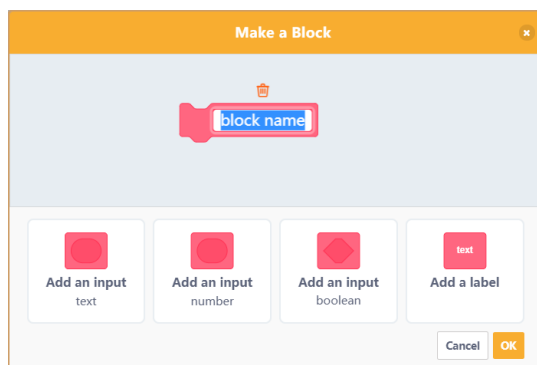 Make a Block
block name
Add an input
text
Add an input
number
Add an input
boolean
text
Add a label
Cancel
OK